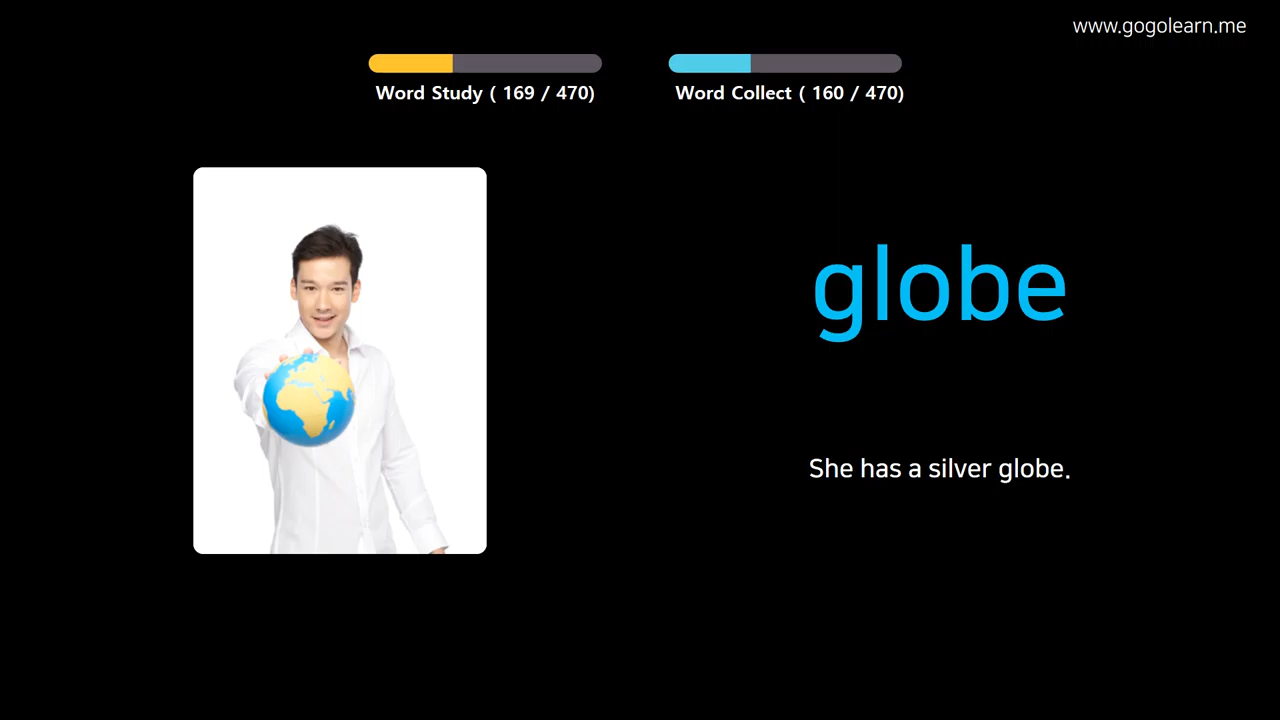 www.gogolearn.me
Word Study ( 169 / 470)
Word Collect ( 160 / 470)
globe
She has a silver globe.